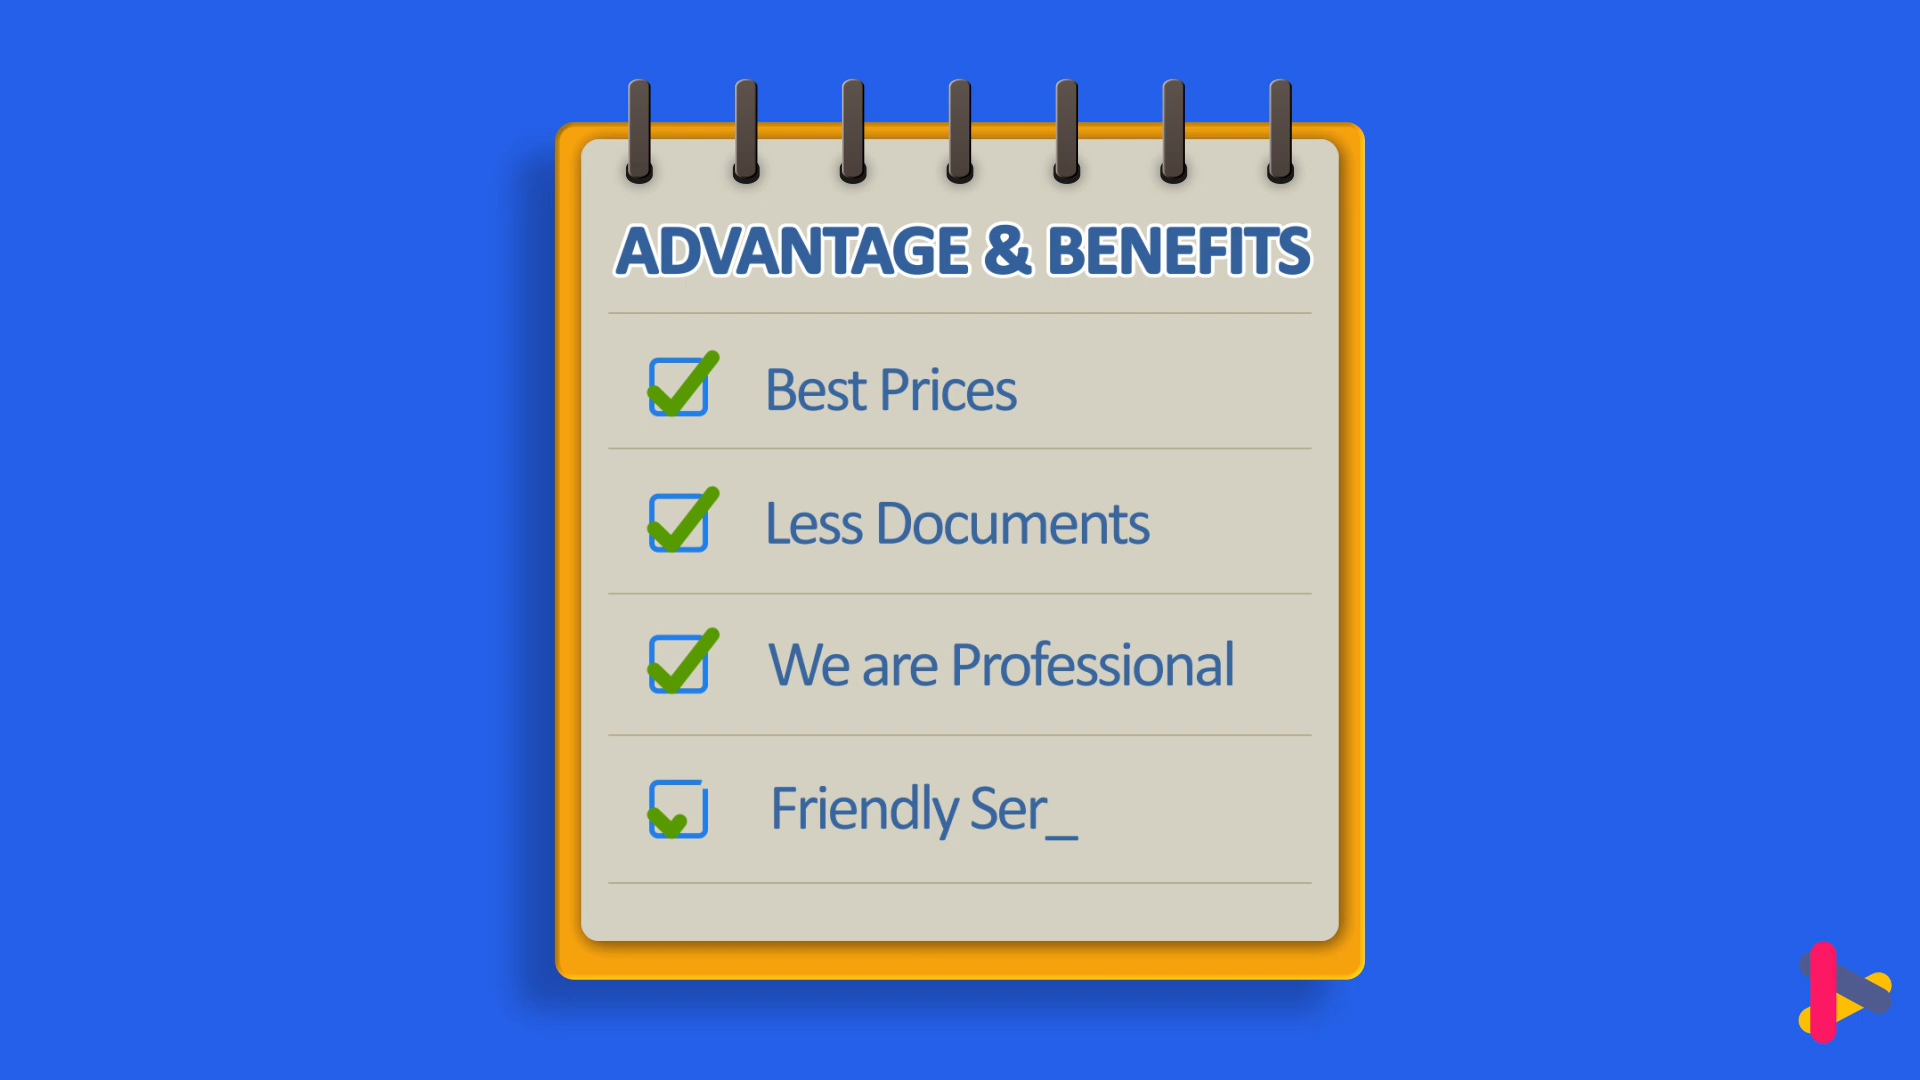 ADVANTAGE & BENEFITS
Best Prices
Less Documents
We are Professional
Friendly Ser_